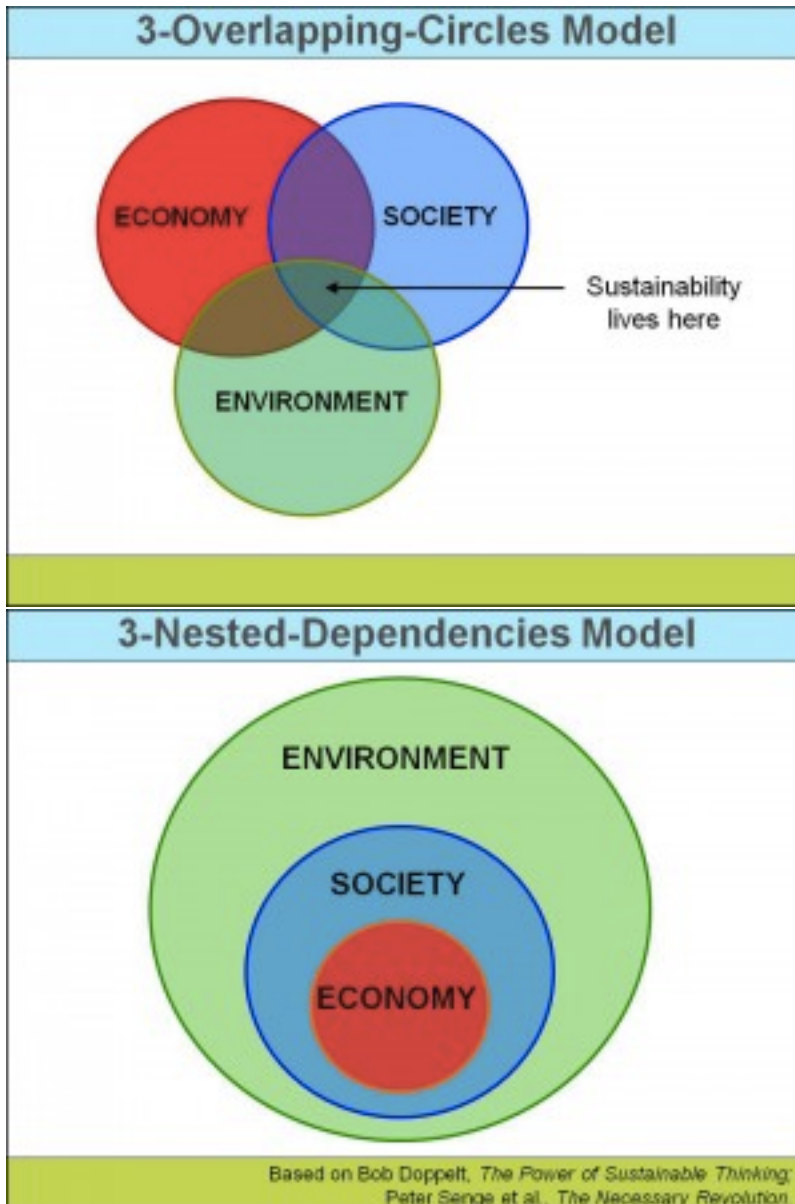 3-Overlapping-Circles Model
ECONOMY
SOCIETY
Sustainability
lives here
ENVIRONMENT
3-Nested-Dependencies Model
ENVIRONMENT
SOCIETY
ECONOMY
Based on Bob Doppelt, The Power of Sustainable Thinking;
Peter Senge et al., The Necessary Revolution